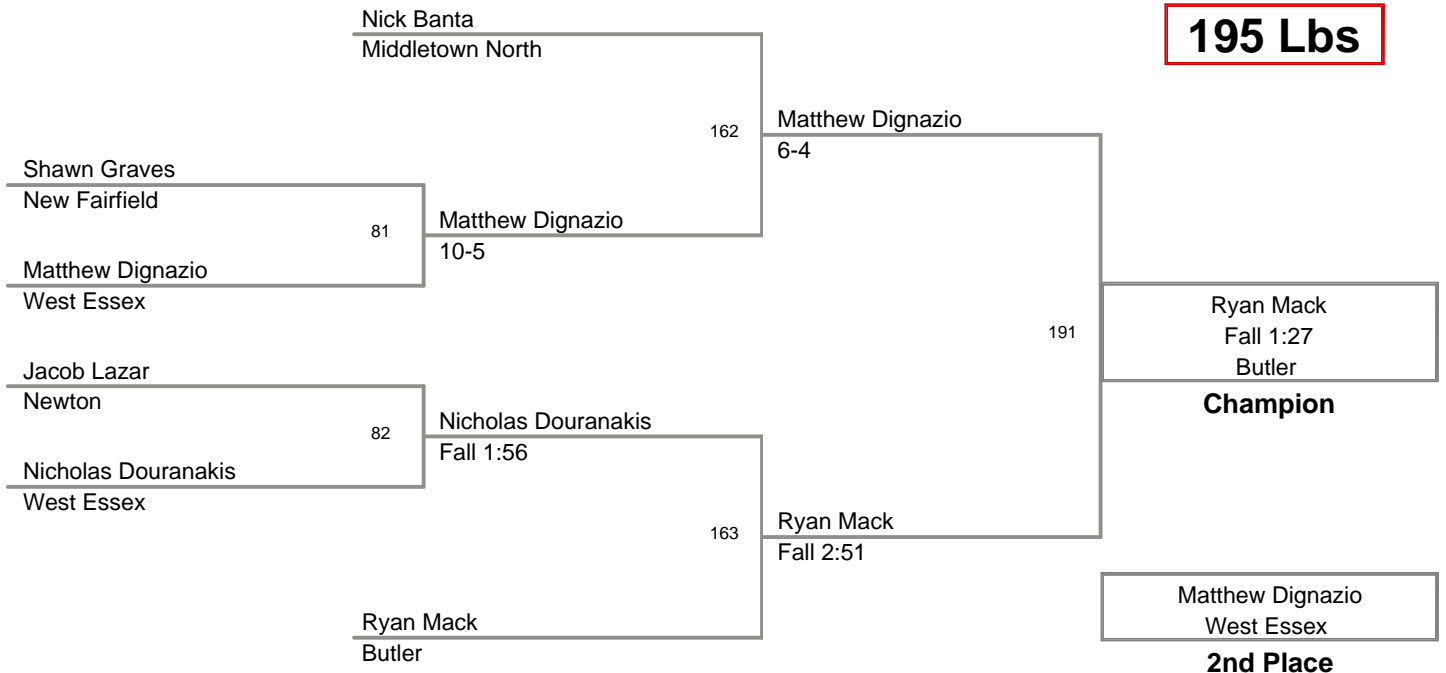 Nick Banta
Middletown North
195 Lbs
162
Matthew Dignazio
6-4
Shawn Graves
New Fairfield
81
Matthew Dignazio
10-5
Matthew Dignazio
West Essex
191
Ryan Mack
Fall 1:27
Butler
Champion
Jacob Lazar
Newton
82
Nicholas Douranakis
Fall 1:56
Nicholas Douranakis
West Essex
163
Ryan Mack
Fall 2:51
Ryan Mack
Butler
Matthew Dignazio
West Essex
2nd Place